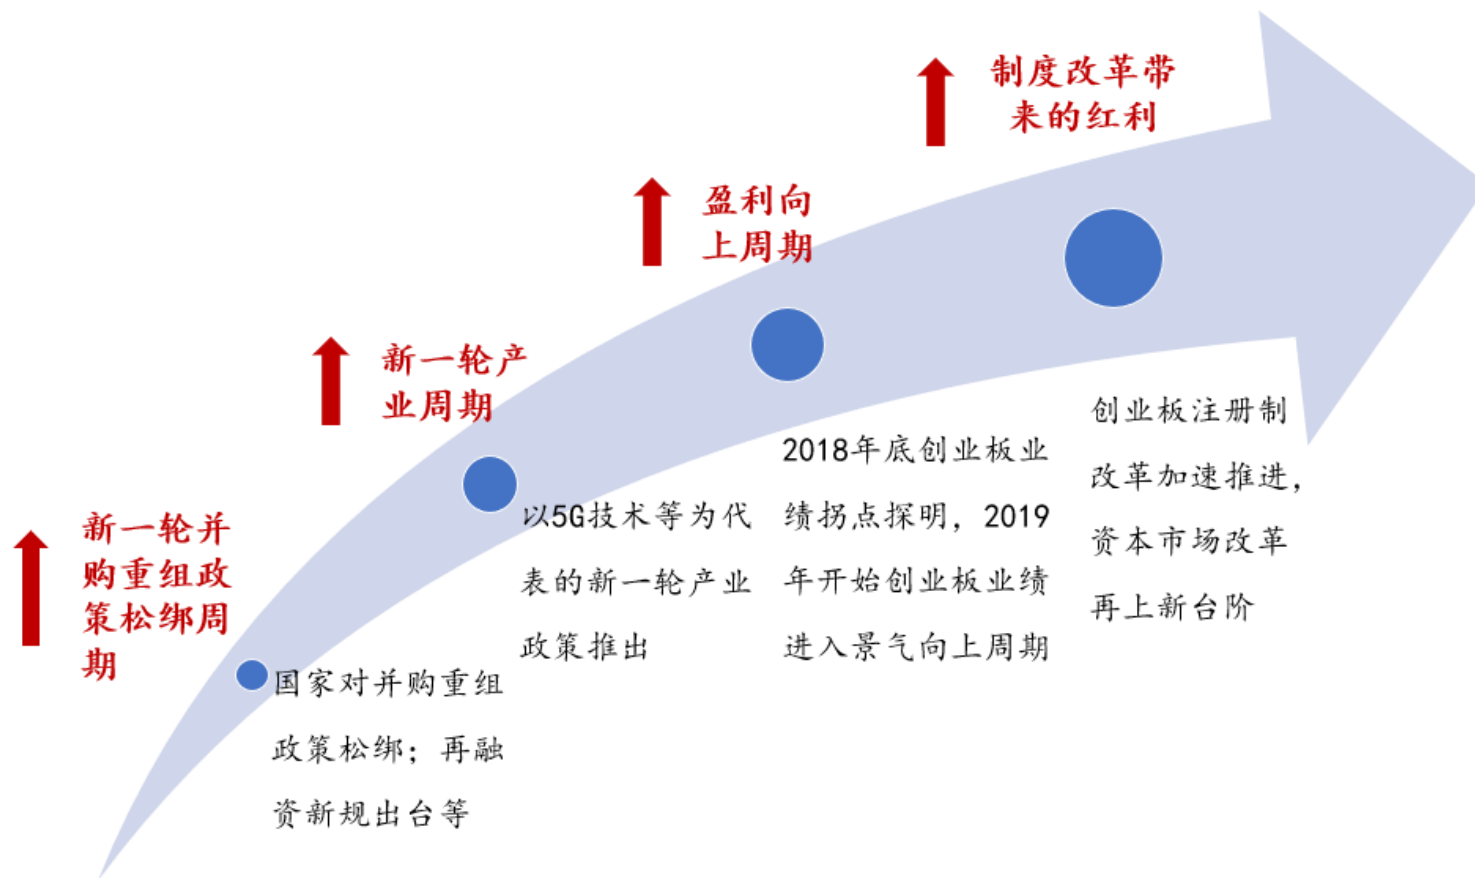 新一轮并
购重组政
策松绑周
期
国家对并购重组
政策松绑；再融
资新规出台等
新一轮产
业周期
以5G技术等为代
表的新一轮产业
政策推出
盈利向
上周期
2018年底创业板业
绩拐点探明，2019
年开始创业板业绩
进入景气向上周期
制度改革带
来的红利
创业板注册制
改革加速推进，
资本市场改革
再上新台阶